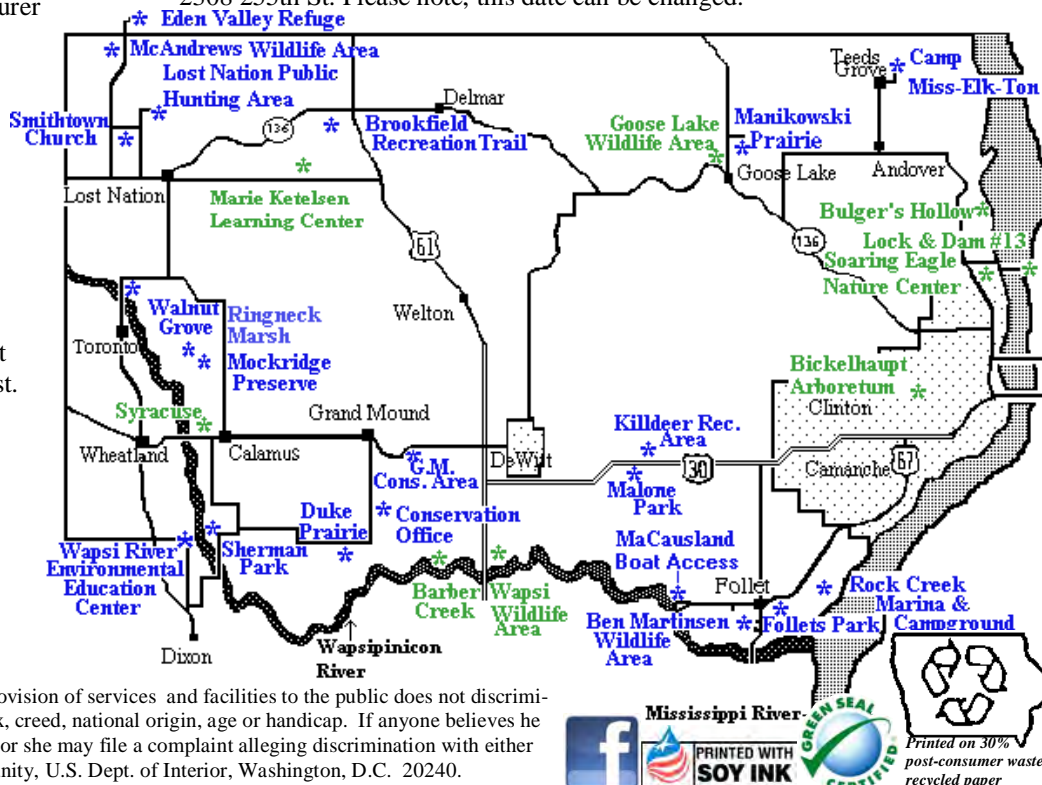 urer
2308 255th St. Please note, this date can be changed.
Eden Valley Refuge
McAndrews Wildlife Area
Lost Nation Public
Hunting Area
Smithtown
Church
136
Delmar
Brookfield
Recreation Trail
Goose Lake
Wildlife Area
Manikowski
Prairie
Teeds
Grove
Camp
Miss-Elk-Ton
Goose Lake
Andover
Lost Nation
Marie Ketelsen
Learning Center
61
136
Bulger's Hollow
Lock & Dam #13
Soaring Eagle
Nature Center
Welton
Walnut
Grove
Ringneck
Marsh
Toronto
Mockridge
Preserve
t
st.
Bickelhaupt
Arboretum
Clinton
Syracuse
Grand Mound
Killdeer Rec.
Area
Wheatland
Calamus
G.M.
Cons. Area
DeWitt
30
Malone
Park
Camanche
67
Duke
Prairie
Conservation
Office
MaCausland
Boat Access
Wapsi River
Environmental
Education
Center
Sherman
Park
Barber
Creek
Wapsi
Wildlife
Area
Follet
Rock Creek
Marina &
Campground
Ben Martinsen
Wildlife
Area
Follets Park
Wapsipinicon
River
Dixon
ovision of services and facilities to the public does not discrimi-
x, creed, national origin, age or handicap. If anyone believes he
or she may file a complaint alleging discrimination with either
nity, U.S. Dept. of Interior, Washington, D.C. 20240.
Mississippi River
f
PRINTED WITH
SOY INK
GREEN SEAL
CERTIFIED
Printed on 30%
post-consumer waste
recycled paper